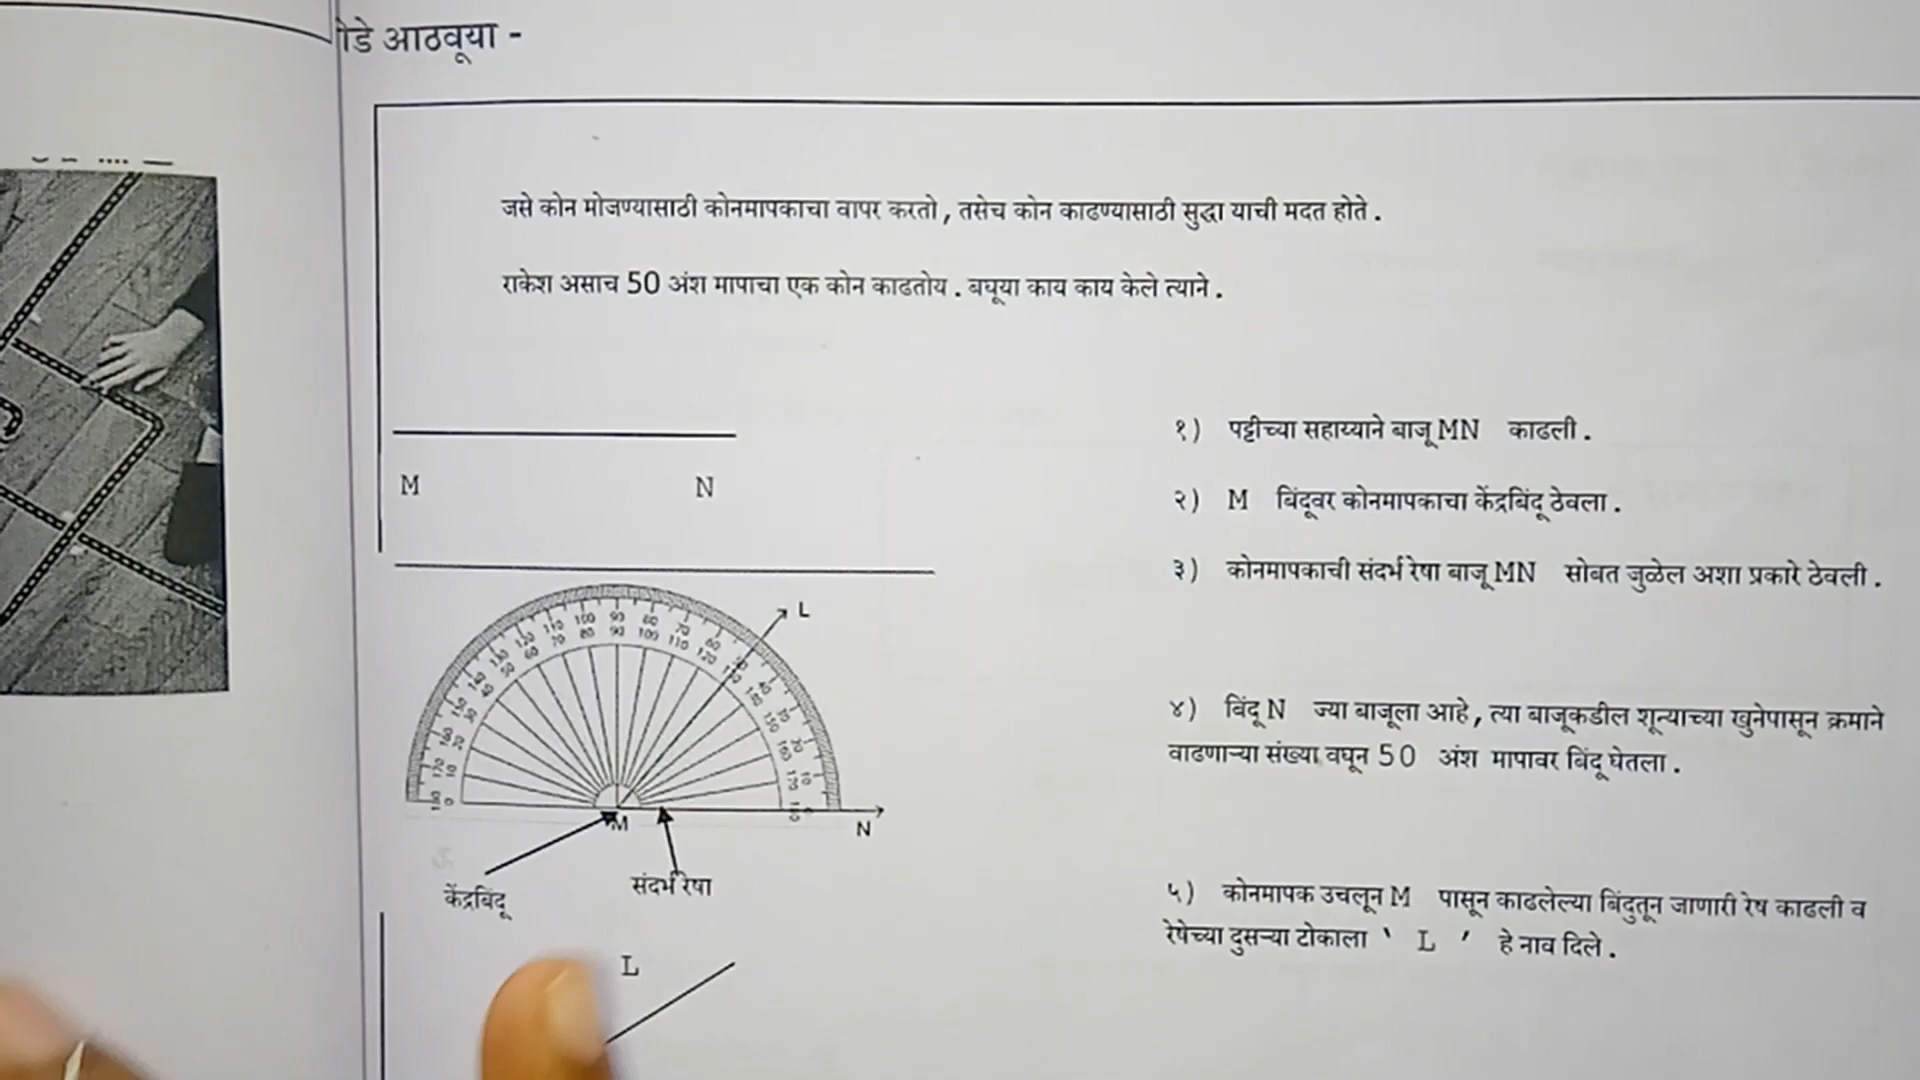 आठवूया -
जसे कोन मोजण्यासाठी कोनमापकाचा वापर करतो, तसेच कोन काढण्यासाठी सुद्धा याची मदत होते.
राकेश असाच 50 अंश मापाचा एक कोन काढतोय. बघूया काय काय केले त्याने.
M N
१) पट्टीच्या सहाय्याने बाजू MN काढली.
२) M बिंदूवर कोनमापकाचा केंद्रबिंदू ठेवला.
३) कोनमापकाची संदर्भ रेषा बाजू MN सोबत जुळेल अशा प्रकारे ठेवली.
L
M
N
केंद्रबिंदू
संदर्भ रेषा
४) बिंदू N ज्या बाजूला आहे, त्या बाजूकडील शून्याच्या खुनेपासून क्रमाने
वाढणाऱ्या संख्या वघून 50 अंश मापावर बिंदू घेतला.
५) कोनमापक उचलून M पासून काढलेल्या बिंदुतून जाणारी रेष काढली व
रेषेच्या दुसऱ्या टोकाला ‛ L ’ हे नाव दिले.
L